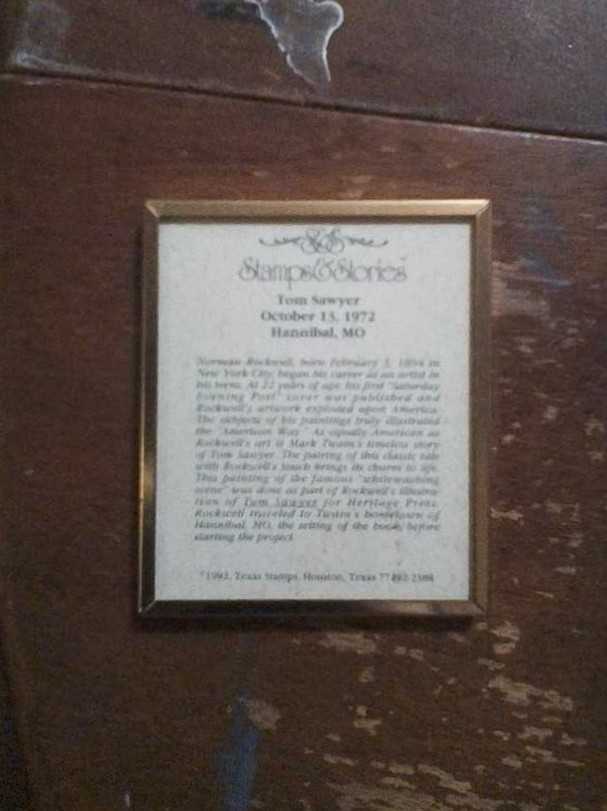 S&S
Stamps & Stories
Tom Sawyer
October 13, 1972
Hannibal, MO
Norman Rockwell, born February 3, 1894 in
New York City, began his career as an artist in
his teens. At 22 years of age his first "Saturday
Evening Post" cover was published and
Rockwell's artwork exploded upon America.
The subjects of his paintings truly illustrated
the "American Way." As equally American as
Rockwell's art is Mark Twain's timeless story
of Tom Sawyer. The pairing of this classic tale
with Rockwell's touch brings its charm to life.
This painting of the famous "whitewashing
scene" was done as part of Rockwell's illustra-
tion of Tom Sawyer for Heritage Press.
Rockwell traveled to Twain's hometown of
Hannibal, MO, the setting of the book, before
starting the project.
Texas Stamps, Houston, Texas